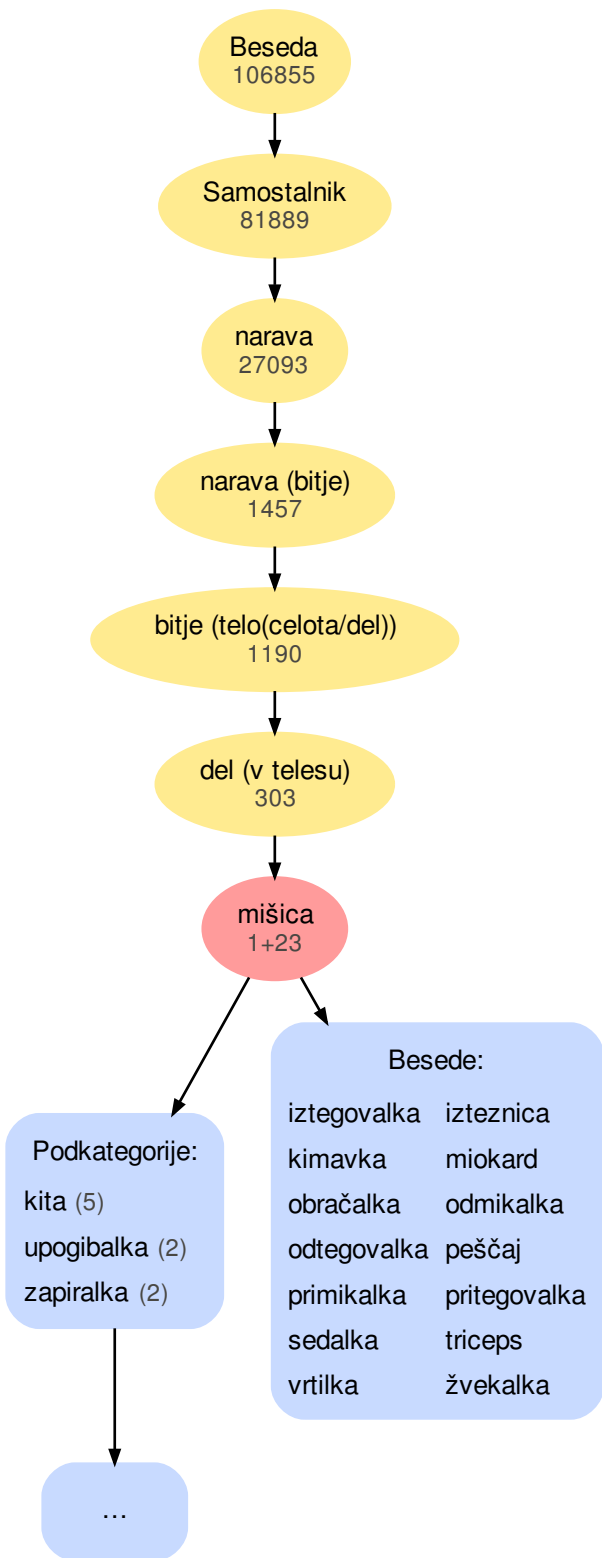 Beseda
106855
Samostalnik
81889
narava
27093
narava (bitje)
1457
bitje (telo(celota/del))
1190
del (v telesu)
303
mišica
1+23
Podkategorije:
kita (5)
upogibalka (2)
zapiralka (2)
...
Besede:
iztegovalka izteznica
kimavka miokard
obračalka odmikalka
odtegovalka peščaj
primikalka pritegovalka
sedalka triceps
vrtilka žvekalka